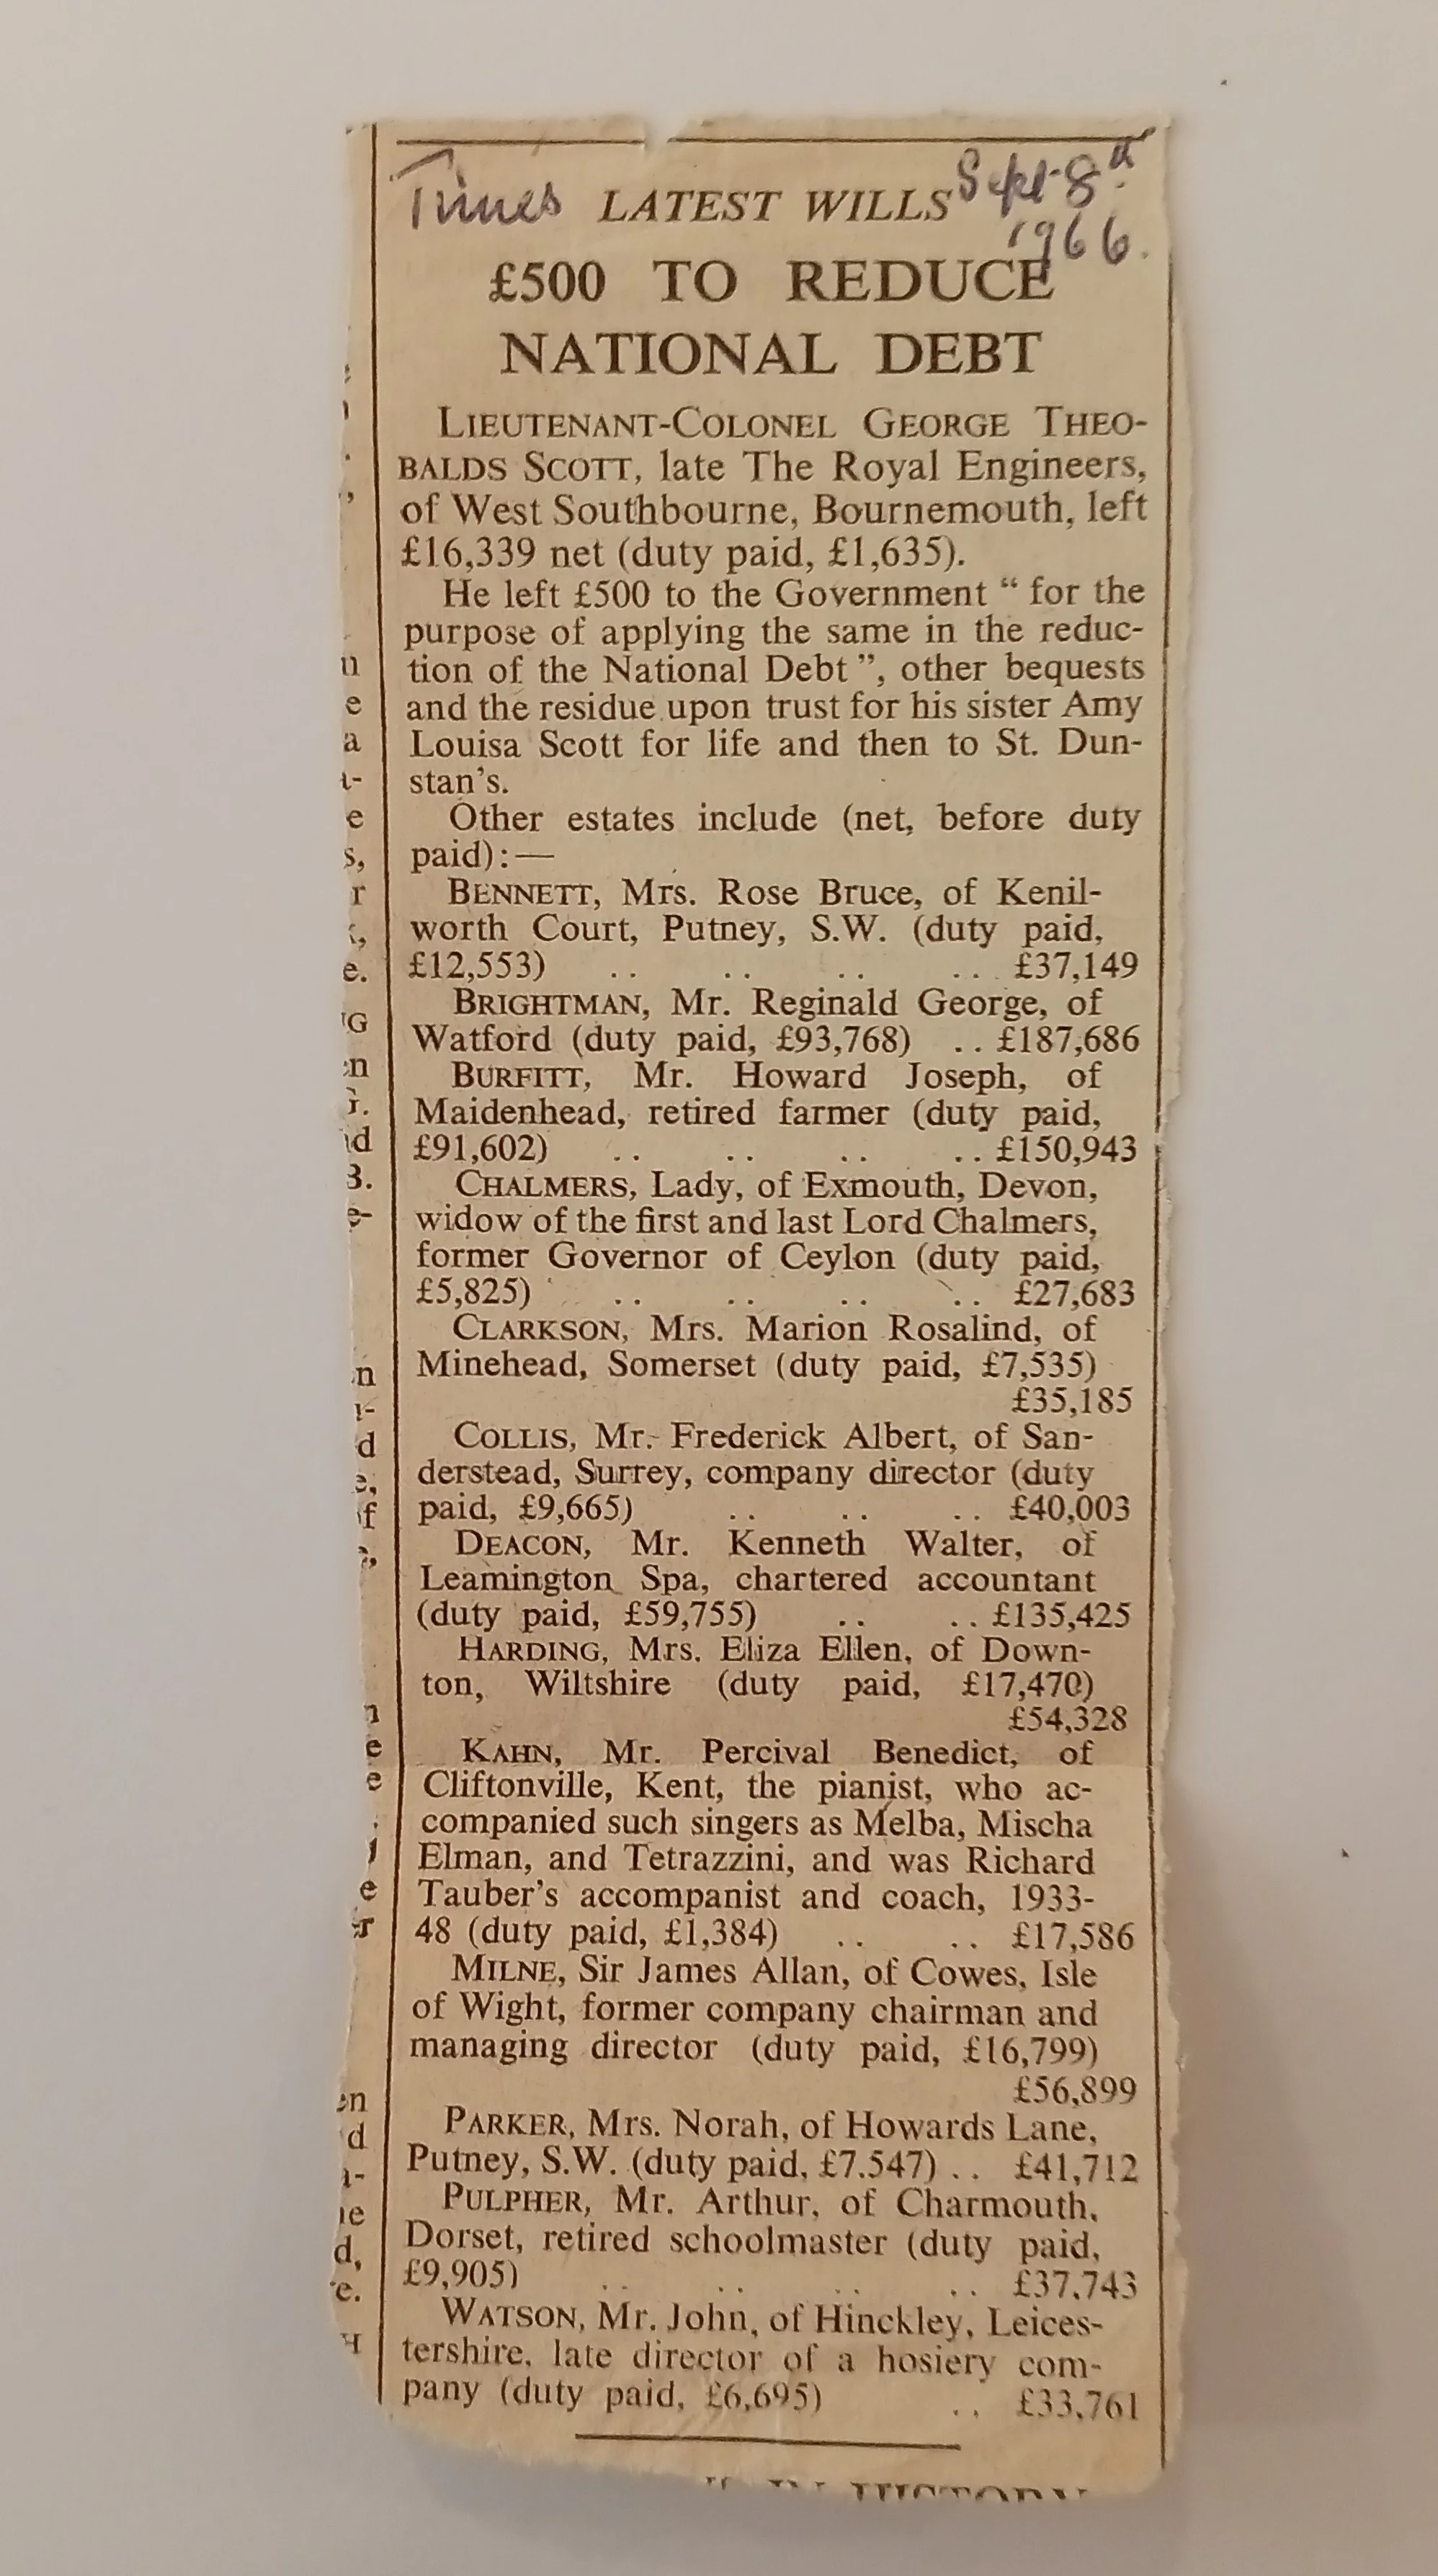 Times LATEST WILLS Sept 8th
1966.
£500 TO REDUCE
NATIONAL DEBT
LIEUTENANT-COLONEL GEORGE THEO-
BALDS SCOTT, late The Royal Engineers,
of West Southbourne, Bournemouth, left
£16,339 net (duty paid, £1,635).
He left £500 to the Government “ for the
purpose of applying the same in the reduc-
tion of the National Debt ”, other bequests
and the residue upon trust for his sister Amy
Louisa Scott for life and then to St. Dun-
stan's.
Other estates include (net, before duty
paid):—
BENNETT, Mrs. Rose Bruce, of Kenil-
worth Court, Putney, S.W. (duty paid,
£12,553) .. .. .. .. £37,149
BRIGHTMAN, Mr. Reginald George, of
Watford (duty paid, £93,768) .. £187,686
BURFITT, Mr. Howard Joseph, of
Maidenhead, retired farmer (duty paid,
£91,602) .. .. .. .. £150,943
CHALMERS, Lady, of Exmouth, Devon,
widow of the first and last Lord Chalmers,
former Governor of Ceylon (duty paid,
£5,825) .. .. .. .. £27,683
CLARKSON, Mrs. Marion Rosalind, of
Minehead, Somerset (duty paid, £7,535)
£35,185
COLLIS, Mr. Frederick Albert, of San-
derstead, Surrey, company director (duty
paid, £9,665) .. .. .. £40,003
DEACON, Mr. Kenneth Walter, of
Leamington Spa, chartered accountant
(duty paid, £59,755) .. .. £135,425
HARDING, Mrs. Eliza Ellen, of Down-
ton, Wiltshire (duty paid, £17,470)
£54,328
KAHN, Mr. Percival Benedict, of
Cliftonville, Kent, the pianist, who ac-
companied such singers as Melba, Mischa
Elman, and Tetrazzini, and was Richard
Tauber's accompanist and coach, 1933-
48 (duty paid, £1,384) .. .. £17,586
MILNE, Sir James Allan, of Cowes, Isle
of Wight, former company chairman and
managing director (duty paid, £16,799)
£56,899
PARKER, Mrs. Norah, of Howards Lane,
Putney, S.W. (duty paid, £7.547) .. £41,712
PULPHER, Mr. Arthur, of Charmouth,
Dorset, retired schoolmaster (duty paid,
£9,905) .. .. .. .. £37,743
WATSON, Mr. John, of Hinckley, Leices-
tershire, late director of a hosiery com-
pany (duty paid, £6,695) .. £33,761